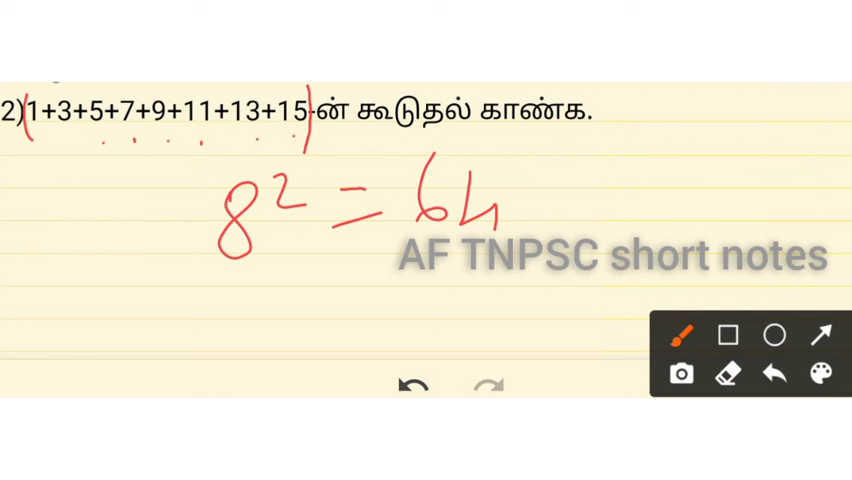 2)(1+3+5+7+9+11+13+15)-ன் கூடுதல் காண்க.
8² = 64
AF TNPSC short notes